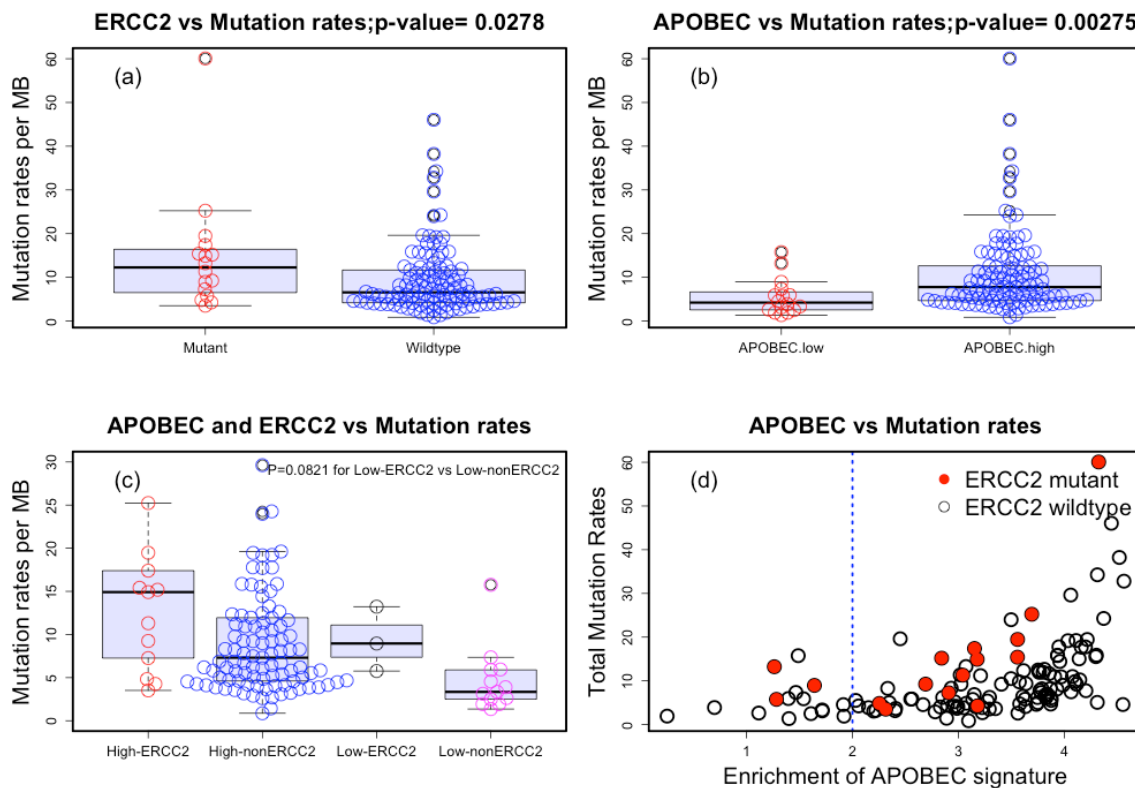 ERCC2 vs Mutation rates;p-value= 0.0278
(a)
Mutation rates per MB
60
50
40
30
20
10
0
Mutant
Wildtype
APOBEC vs Mutation rates;p-value= 0.00275
(b)
Mutation rates per MB
60
50
40
30
20
10
0
APOBEC.low
APOBEC.high
APOBEC and ERCC2 vs Mutation rates
(c)
P=0.0821 for Low-ERCC2 vs Low-nonERCC2
Mutation rates per MB
30
25
20
15
10
5
0
High-ERCC2
High-nonERCC2
Low-ERCC2
Low-nonERCC2
APOBEC vs Mutation rates
(d)
ERCC2 mutant
ERCC2 wildtype
Total Mutation Rates
60
50
40
30
20
10
0
1
2
3
4
Enrichment of APOBEC signature